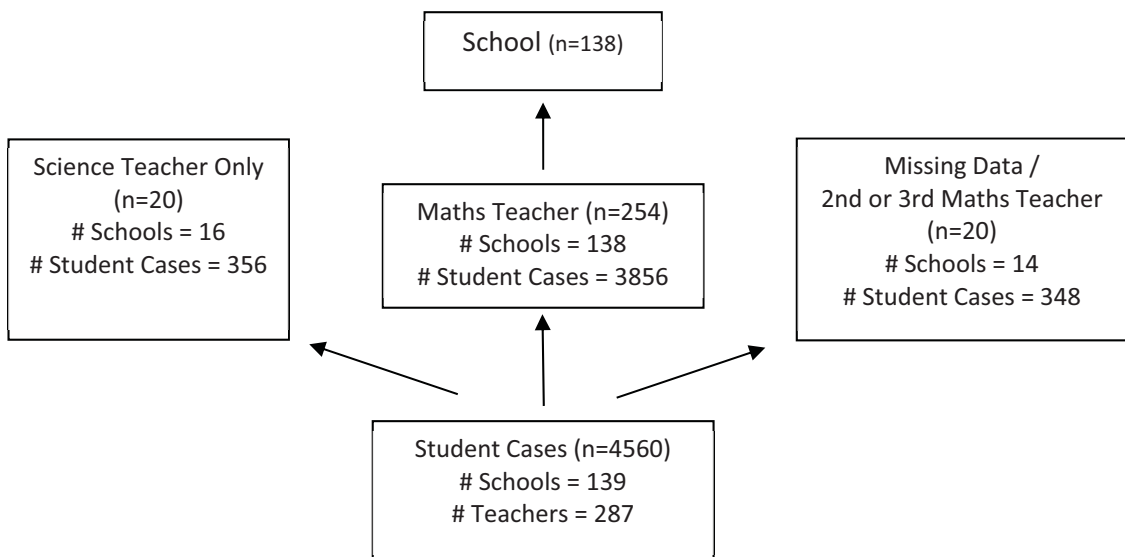 School (n=138)
Science Teacher Only
(n=20)
# Schools = 16
# Student Cases = 356
Maths Teacher (n=254)
# Schools = 138
# Student Cases = 3856
Missing Data /
2nd or 3rd Maths Teacher
(n=20)
# Schools = 14
# Student Cases = 348
Student Cases (n=4560)
# Schools = 139
# Teachers = 287